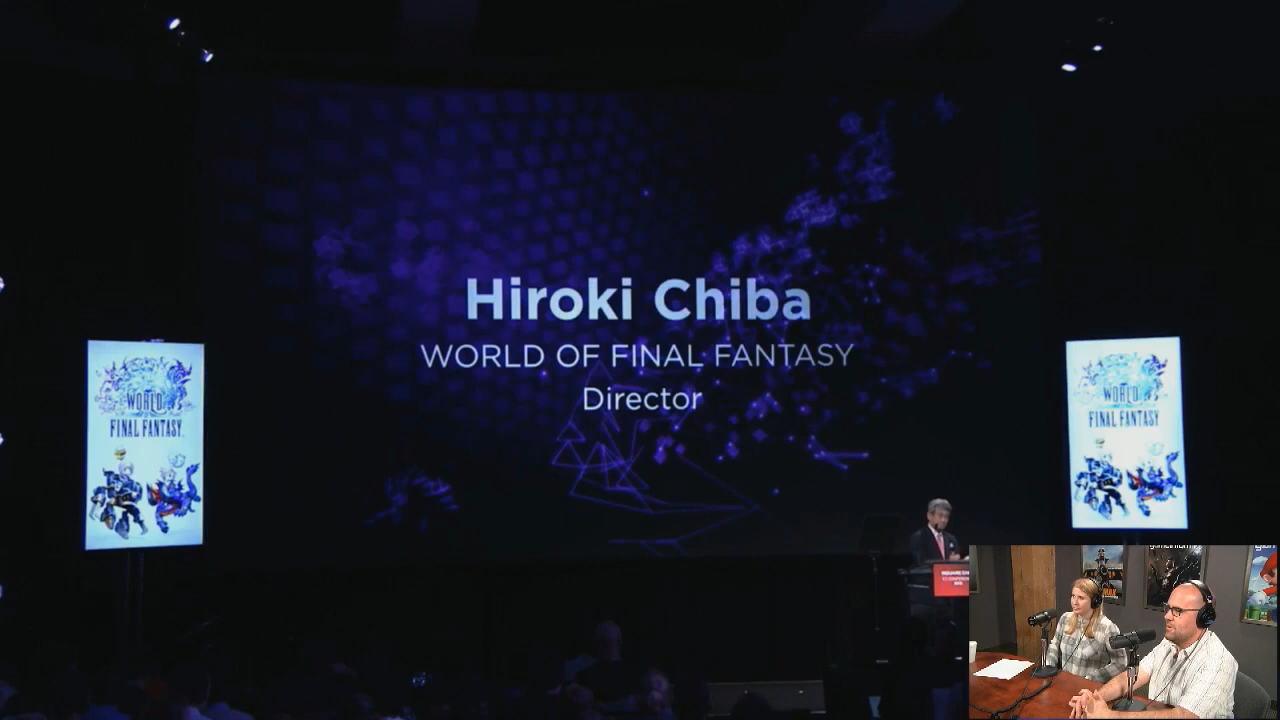 Hiroki Chiba
WORLD OF FINAL FANTASY
Director
WORLD
FINAL FANTASY
WORLD
FINAL FANTASY